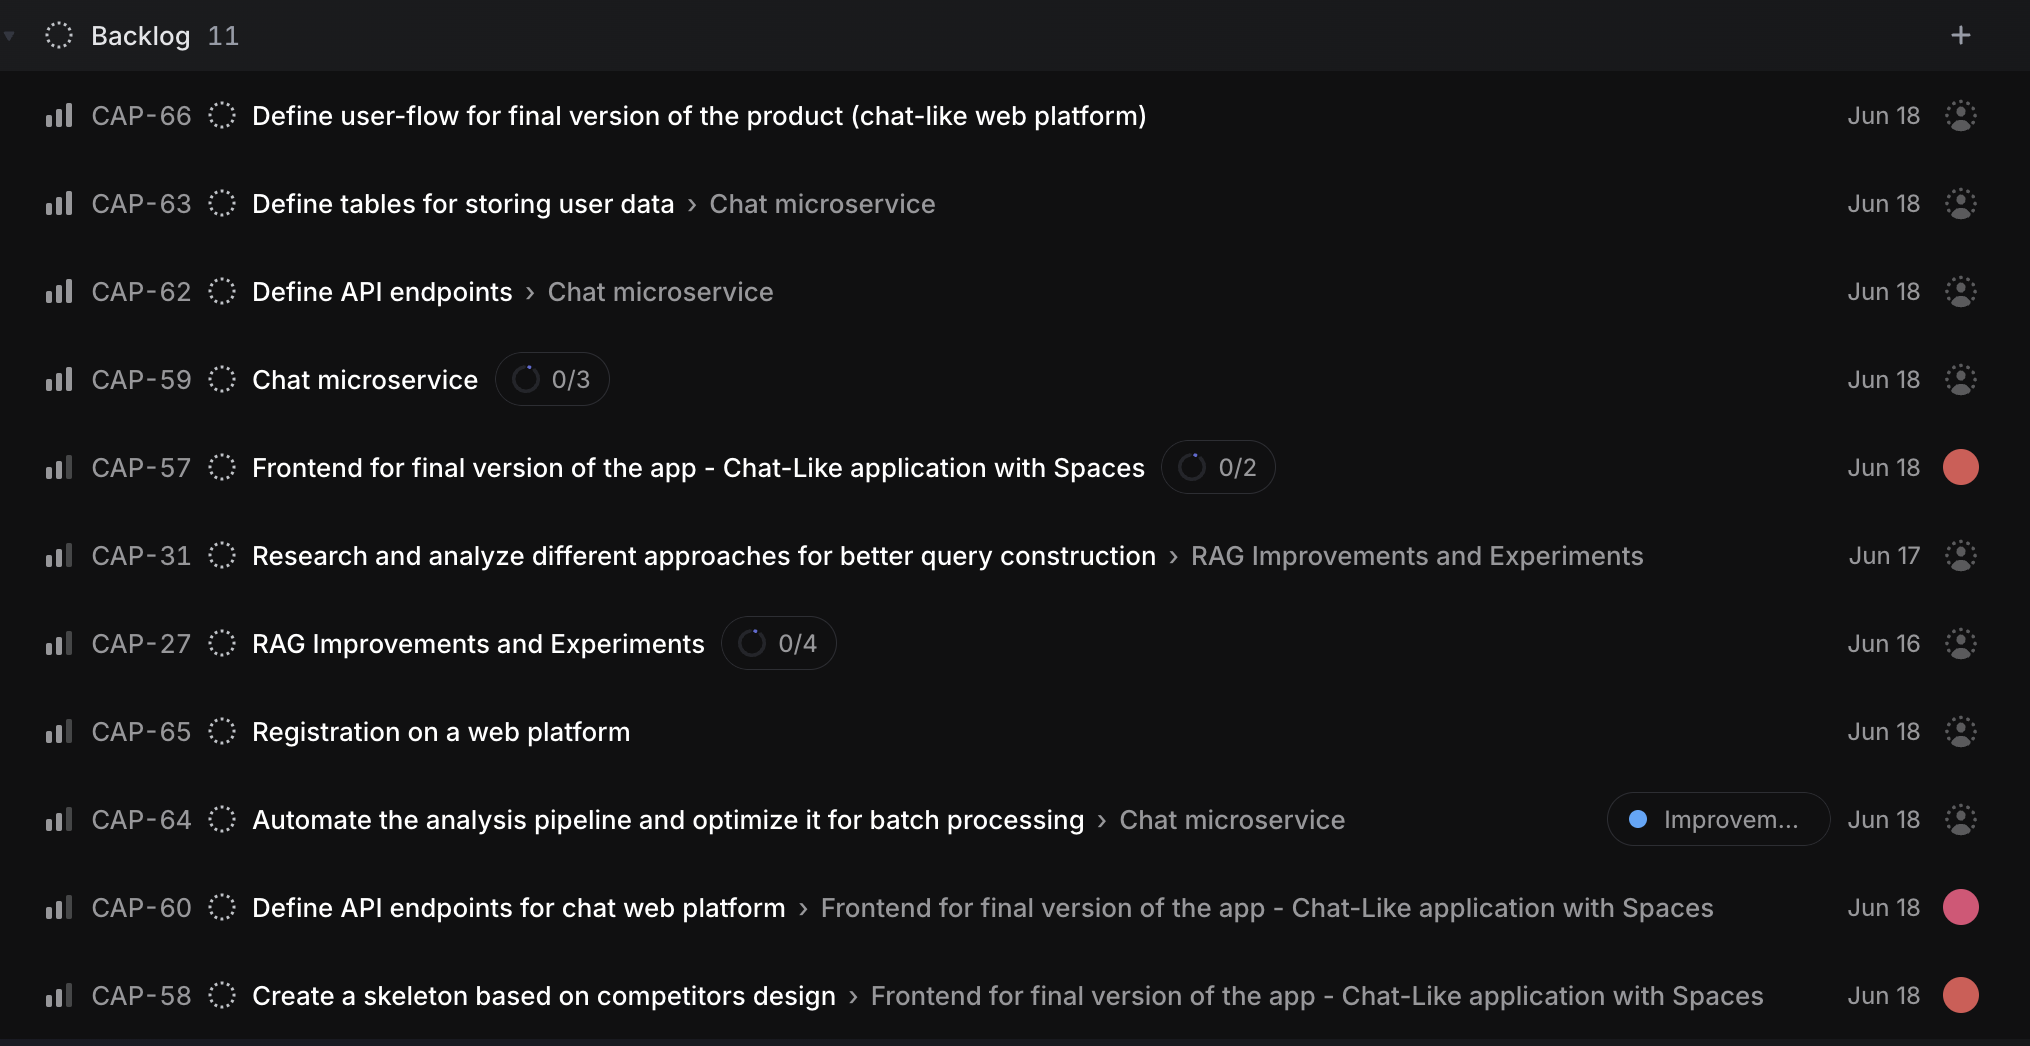 Backlog 11
CAP-66 Define user-flow for final version of the product (chat-like web platform) Jun 18
CAP-63 Define tables for storing user data › Chat microservice Jun 18
CAP-62 Define API endpoints › Chat microservice Jun 18
CAP-59 Chat microservice 0/3 Jun 18
CAP-57 Frontend for final version of the app - Chat-Like application with Spaces 0/2 Jun 18
CAP-31 Research and analyze different approaches for better query construction › RAG Improvements and Experiments Jun 17
CAP-27 RAG Improvements and Experiments 0/4 Jun 16
CAP-65 Registration on a web platform Jun 18
CAP-64 Automate the analysis pipeline and optimize it for batch processing › Chat microservice Improvem... Jun 18
CAP-60 Define API endpoints for chat web platform › Frontend for final version of the app - Chat-Like application with Spaces Jun 18
CAP-58 Create a skeleton based on competitors design › Frontend for final version of the app - Chat-Like application with Spaces Jun 18